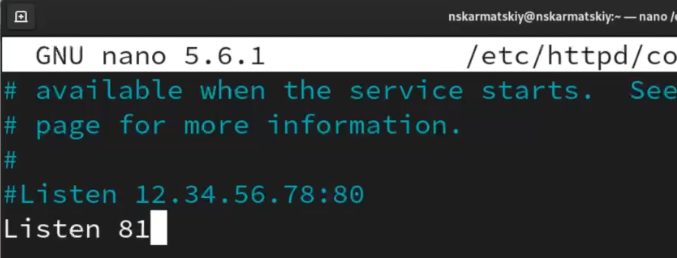 nskarmatskiy@nskarmatskiy:~ — nano /e
GNU nano 5.6.1 /etc/httpd/co
# available when the service starts.  See
# page for more information.
#
#Listen 12.34.56.78:80
Listen 81